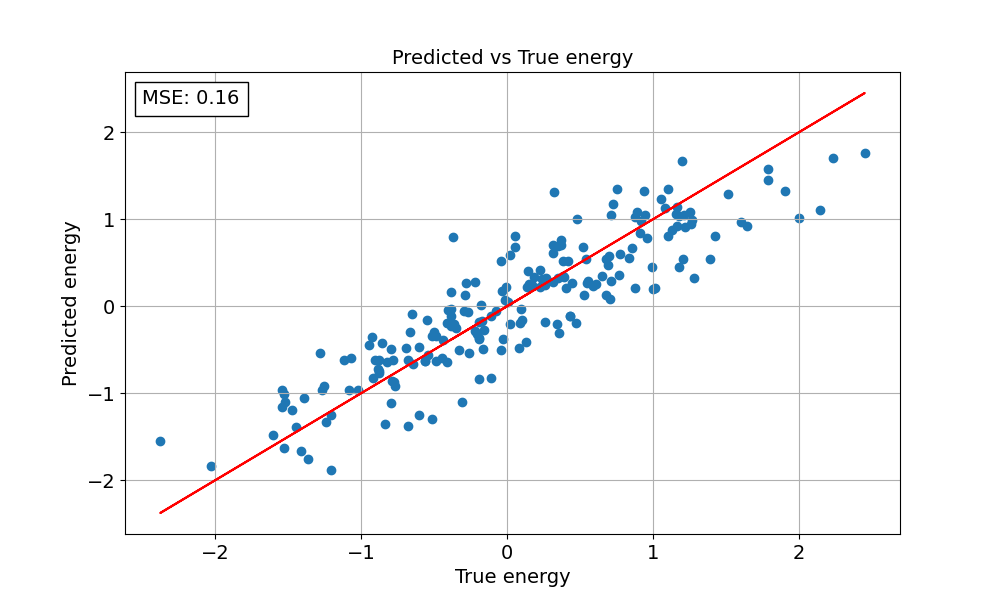 Predicted vs True energy
MSE: 0.16
2
1
0
−1
−2
Predicted energy
−2 −1 0 1 2
True energy